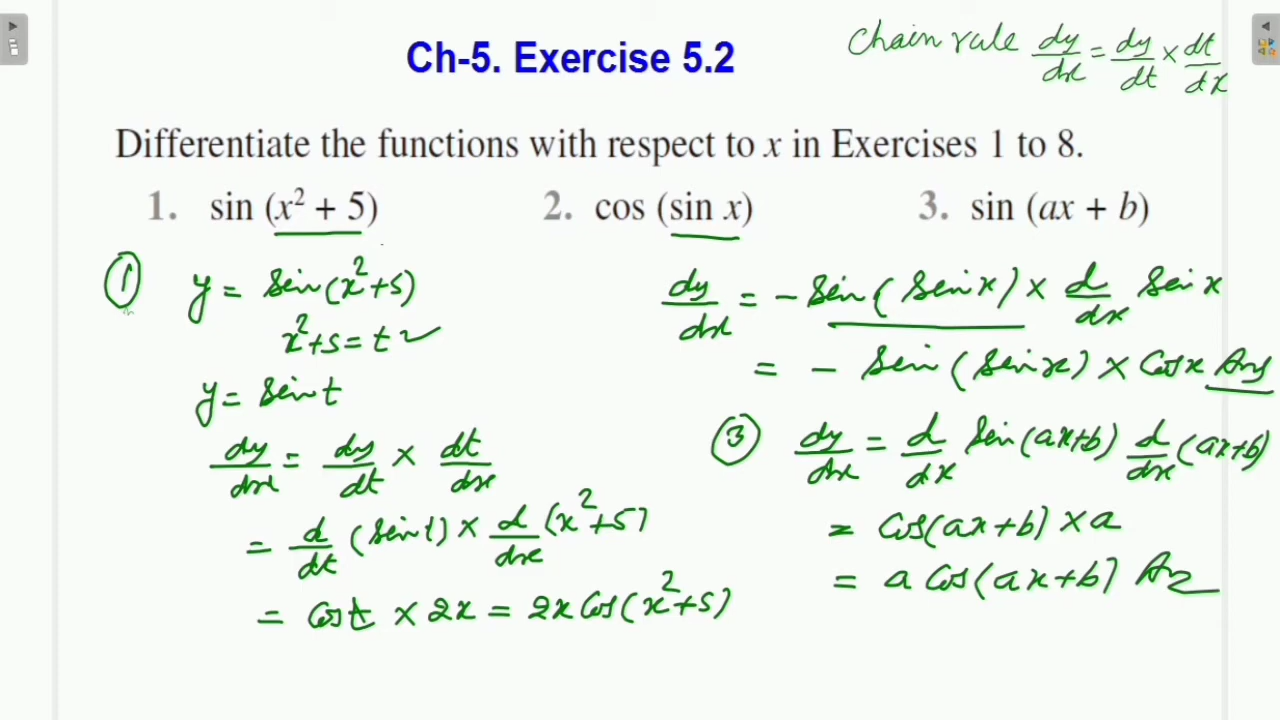 Ch-5. Exercise 5.2
Chain rule dy/dx = dy/dt × dt/dx
Differentiate the functions with respect to x in Exercises 1 to 8.
1. sin (x² + 5) 2. cos (sin x) 3. sin (ax + b)
① y = Sin(x²+5)
x²+5 = t
y = Sin t
dy/dx = dy/dt × dt/dx
= d/dt (Sin t) × d/dx (x²+5)
= Cos t × 2x = 2x Cos(x²+5)
dy/dx = - Sin(Sin x) × d/dx Sin x
= - Sin(Sin x) × Cos x Ans
③ dy/dx = d/dx Sin(ax+b) d/dx (ax+b)
= Cos(ax+b) × a
= a Cos(ax+b) Ans